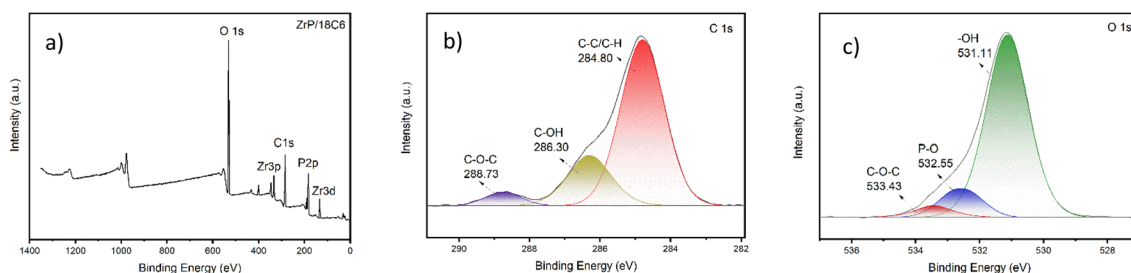 a)
ZrP/18C6
O 1s
C1s
P2p
Zr3p
Zr3d
Intensity (a.u.)
1400 1200 1000 800 600 400 200 0
Binding Energy (eV)
b)
C 1s
C-C/C-H
284.80
C-OH
286.30
C-O-C
288.73
Intensity (a.u.)
290 288 286 284 282
Binding Energy (eV)
c)
O 1s
-OH
531.11
P-O
532.55
C-O-C
533.43
Intensity (a.u.)
536 534 532 530 528
Binding Energy (eV)